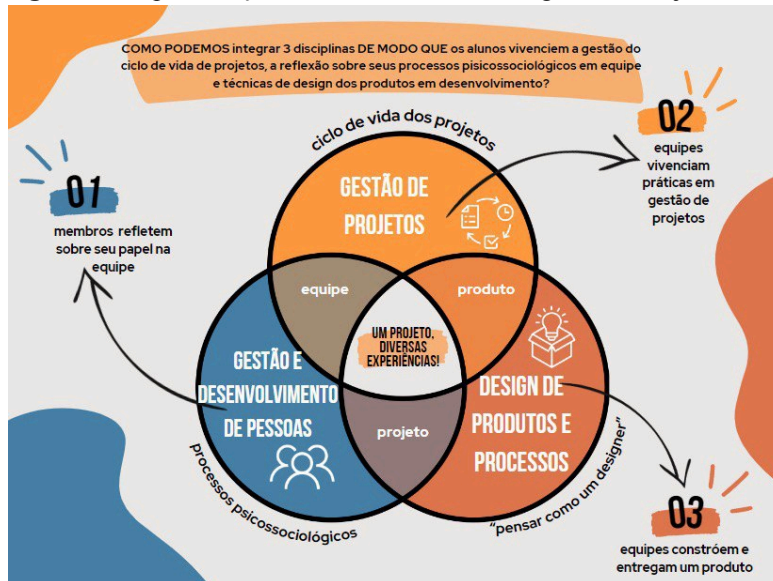 COMO PODEMOS integrar 3 disciplinas DE MODO QUE os alunos vivenciem a gestão do
ciclo de vida de projetos, a reflexão sobre seus processos pisicossociológicos em equipe
e técnicas de design dos produtos em desenvolvimento?
ciclo de vida dos projetos
02
equipes
vivenciam
práticas em
gestão de
projetos
GESTÃO DE
PROJETOS
01
membros refletem
sobre seu papel na
equipe
equipe
produto
UM PROJETO,
DIVERSAS
EXPERIÊNCIAS!
GESTÃO E
DESENVOLVIMENTO
DE PESSOAS
DESIGN DE
PRODUTOS E
PROCESSOS
projeto
processos psicossociológicos
"pensar como um designer"
03
equipes constróem e
entregam um produto